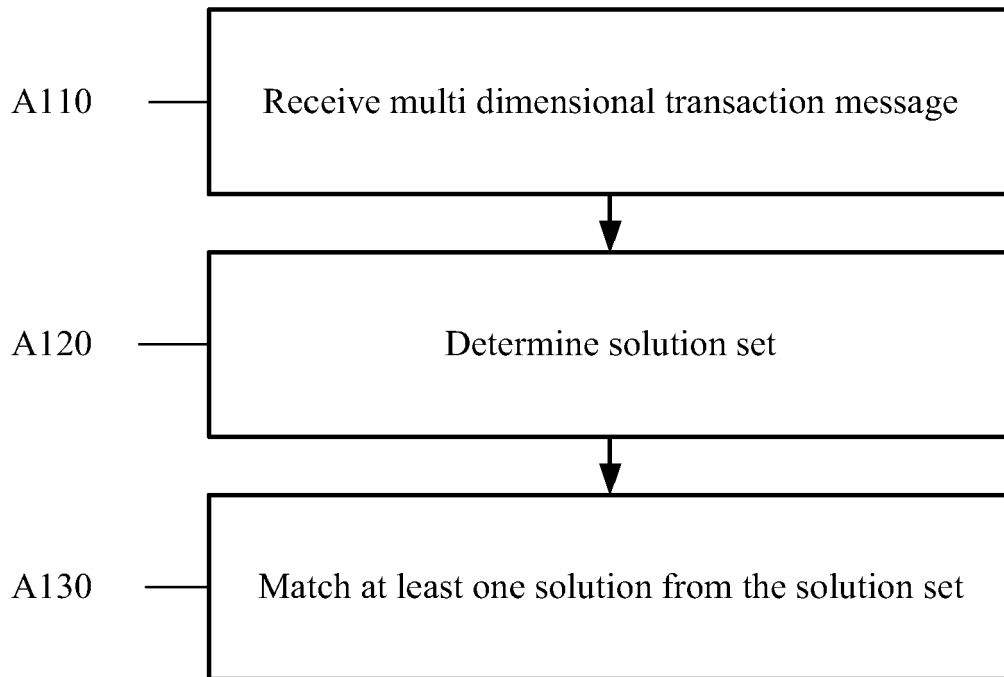 A110 Receive multi dimensional transaction message
A120 Determine solution set
A130 Match at least one solution from the solution set